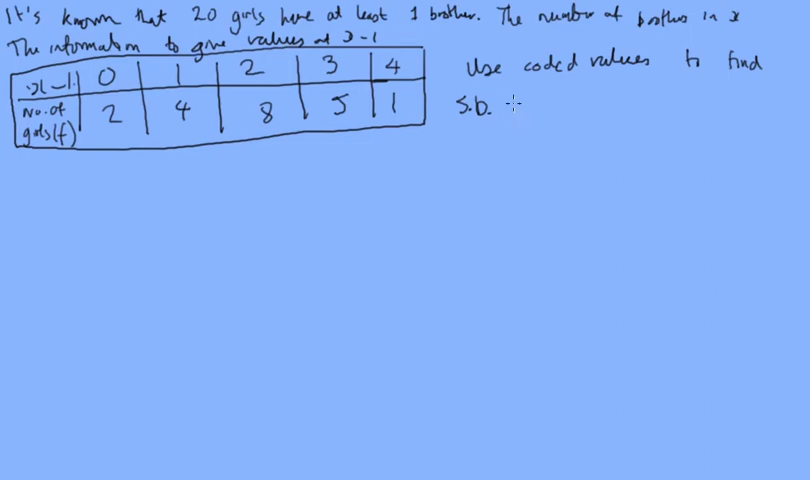 It's known that 20 girls have at least 1 brother. The number of brothers in x
The information to give values at x-1
x-1 0 1 2 3 4
No. of girls (f) 2 4 8 5 1
Use coded values to find
S.D.